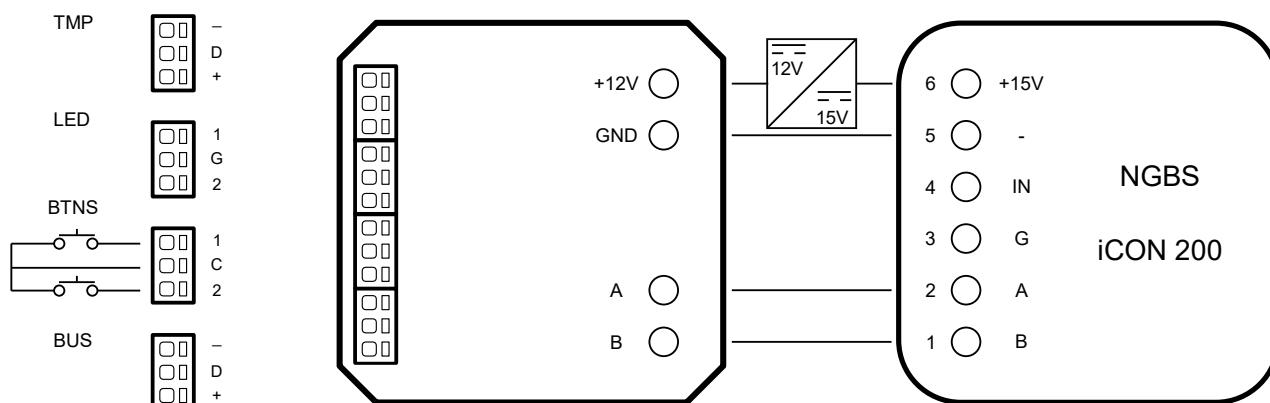 TMP
–
D
+
LED
1
G
2
BTNS
1
C
2
BUS
–
D
+
+12V
GND
A
B
12V
15V
6 +15V
5 -
4 IN
3 G
2 A
1 B
NGBS
iCON 200